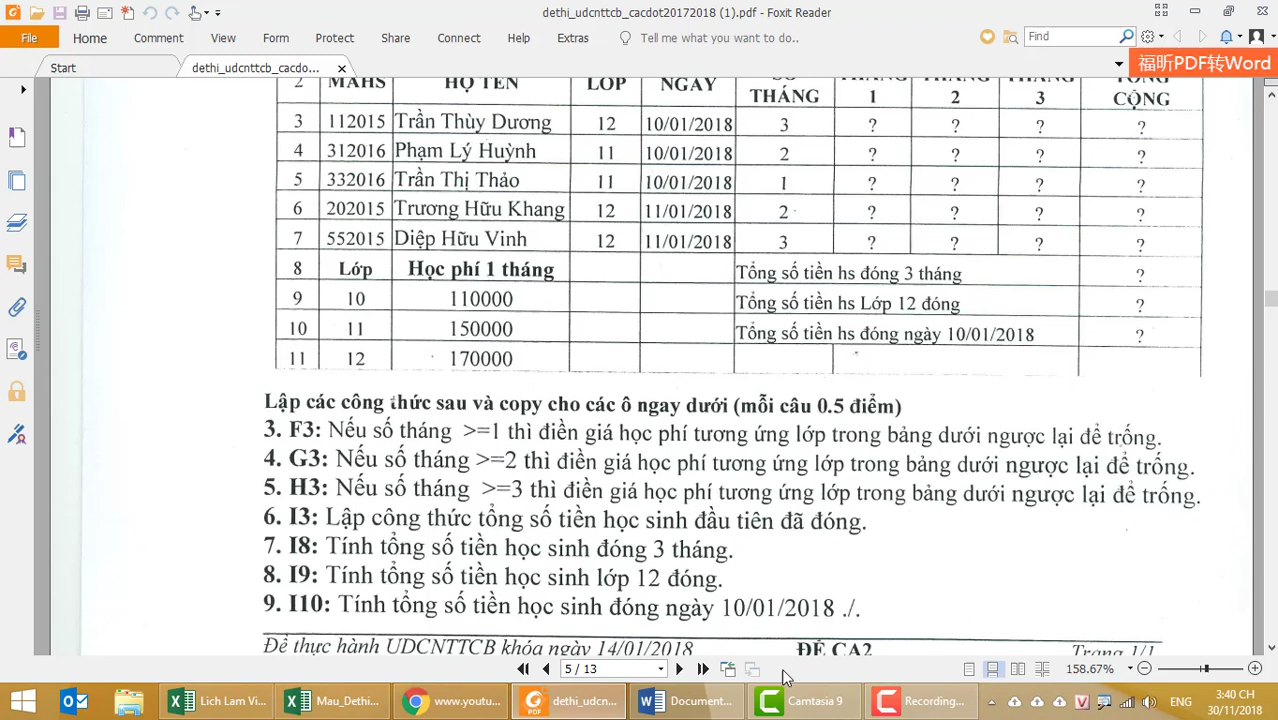 dethi_udcnttcb_cacdot20172018 (1).pdf - Foxit Reader
File Home Comment View Form Protect Share Connect Help Extras Tell me what you want to do.. Find
Start dethi_udcnttcb_cacdo... 福昕PDF转Word
2 MAHS HỌ TÊN LỚP NGÀY SỐ THÁNG THÁNG 1 THÁNG 2 THÁNG 3 TỔNG CỘNG
3 112015 Trần Thùy Dương 12 10/01/2018 3 ? ? ? ?
4 312016 Phạm Lý Huỳnh 11 10/01/2018 2 ? ? ? ?
5 332016 Trần Thị Thảo 11 10/01/2018 1 ? ? ? ?
6 202015 Trương Hữu Khang 12 11/01/2018 2 ? ? ? ?
7 552015 Diệp Hữu Vinh 12 11/01/2018 3 ? ? ? ?
8 Lớp Học phí 1 tháng Tổng số tiền hs đóng 3 tháng ?
9 10 110000 Tổng số tiền hs Lớp 12 đóng ?
10 11 150000 Tổng số tiền hs đóng ngày 10/01/2018 ?
11 12 170000
Lập các công thức sau và copy cho các ô ngay dưới (mỗi câu 0.5 điểm)
3. F3: Nếu số tháng >=1 thì điền giá học phí tương ứng lớp trong bảng dưới ngược lại để trống.
4. G3: Nếu số tháng >=2 thì điền giá học phí tương ứng lớp trong bảng dưới ngược lại để trống.
5. H3: Nếu số tháng >=3 thì điền giá học phí tương ứng lớp trong bảng dưới ngược lại để trống.
6. I3: Lập công thức tổng số tiền học sinh đầu tiên đã đóng.
7. I8: Tính tổng số tiền học sinh đóng 3 tháng.
8. I9: Tính tổng số tiền học sinh lớp 12 đóng.
9. I10: Tính tổng số tiền học sinh đóng ngày 10/01/2018 ./.
Đề thực hành UDCNTTCB khóa ngày 14/01/2018 ĐỀ CA2 Trang 1/1
5 / 13 158.67%
Lich Lam Vi... Mau_Dethi... www.youtu... dethi_udcn... Document... Camtasia 9 Recording... 3:40 CH
30/11/2018